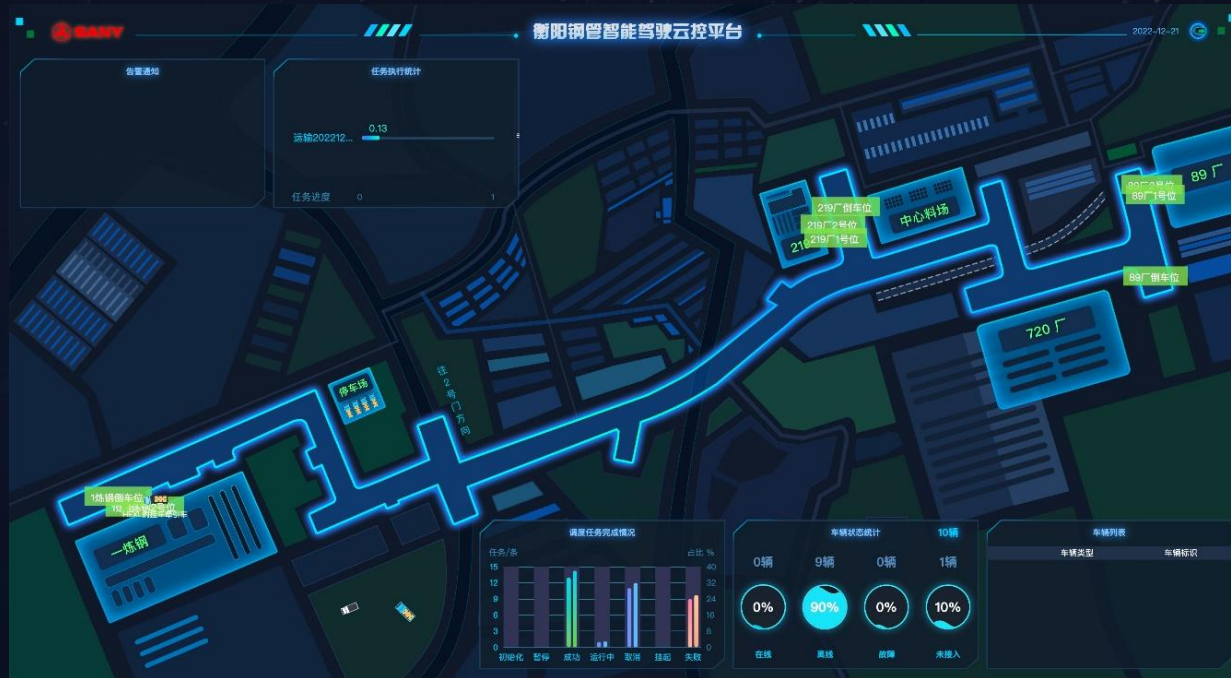 SANY
衡阳钢管智能驾驶云控平台
2022-12-21
告警通知
任务执行统计
0.13
运输202212...
任务进度 0 1
89厂
89厂1号位
219厂倒车位
219厂2号位
219厂1号位
中心料场
89厂倒车位
720厂
停车场
往2号门方向
1炼钢倒车位
一炼钢
调度任务完成情况
任务/条 占比 %
15 40
12 32
9 24
6 16
3 8
0 0
初始化 暂停 成功 运行中 取消 挂起 失败
车辆状态统计 10辆
0辆 9辆 0辆 1辆
0% 90% 0% 10%
在线 离线 故障 未接入
车辆列表
车辆类型 车辆标识